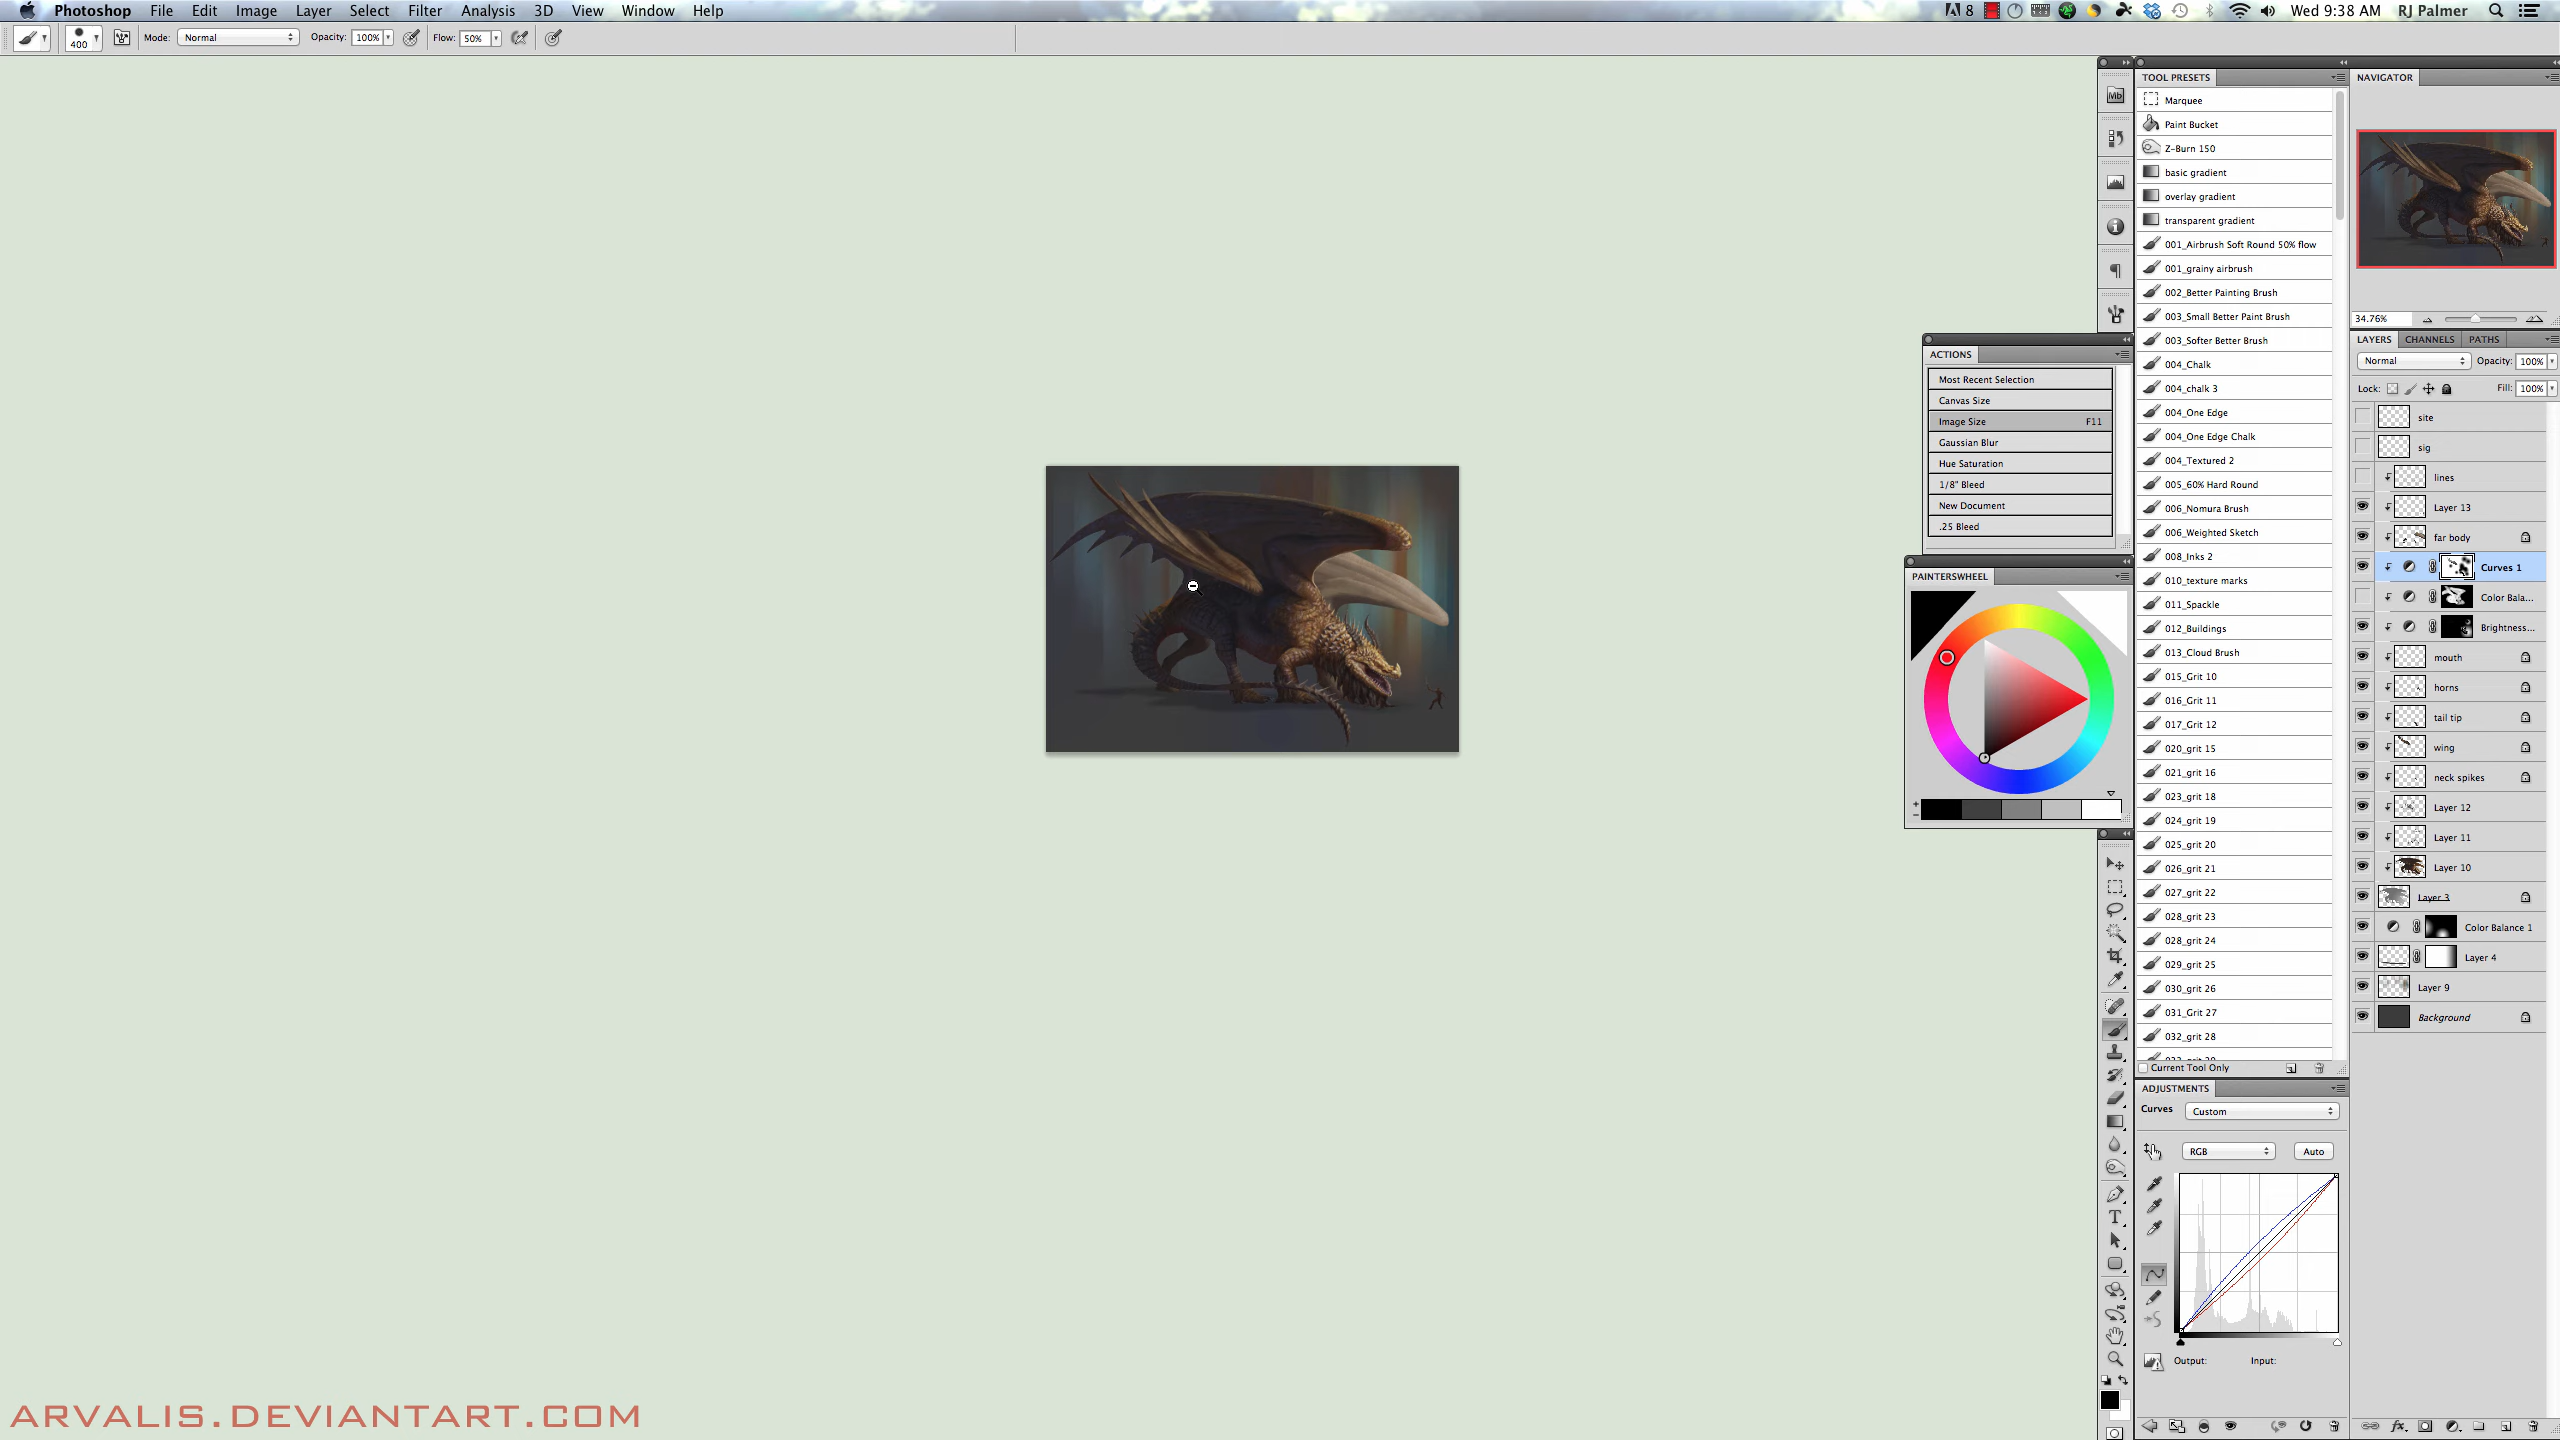 Photoshop File Edit Image Layer Select Filter Analysis 3D View Window Help
8 Wed 9:38 AM RJ Palmer
400 Mode: Normal Opacity: 100% Flow: 50%
Mb
ACTIONS
Most Recent Selection
Canvas Size
Image Size F11
Gaussian Blur
Hue Saturation
1/8" Bleed
New Document
.25 Bleed
PAINTERSWHEEL
TOOL PRESETS
Marquee
Paint Bucket
Z-Burn 150
basic gradient
overlay gradient
transparent gradient
001_Airbrush Soft Round 50% flow
001_grainy airbrush
002_Better Painting Brush
003_Small Better Paint Brush
003_Softer Better Brush
004_Chalk
004_chalk 3
004_One Edge
004_One Edge Chalk
004_Textured 2
005_60% Hard Round
006_Nomura Brush
006_Weighted Sketch
008_Inks 2
010_texture marks
011_Spackle
012_Buildings
013_Cloud Brush
015_Grit 10
016_Grit 11
017_Grit 12
020_grit 15
021_grit 16
023_grit 18
024_grit 19
025_grit 20
026_grit 21
027_grit 22
028_grit 23
028_grit 24
029_grit 25
030_grit 26
031_Grit 27
032_grit 28
Current Tool Only
ADJUSTMENTS
Curves Custom
RGB Auto
Output: Input:
NAVIGATOR
34.76%
LAYERS CHANNELS PATHS
Normal Opacity: 100%
Lock: Fill: 100%
site
sig
lines
Layer 13
far body
Curves 1
Color Bala...
Brightness...
mouth
horns
tail tip
wing
neck spikes
Layer 12
Layer 11
Layer 10
Layer 3
Color Balance 1
Layer 4
Layer 9
Background
ARVALIS.DEVIANTART.COM